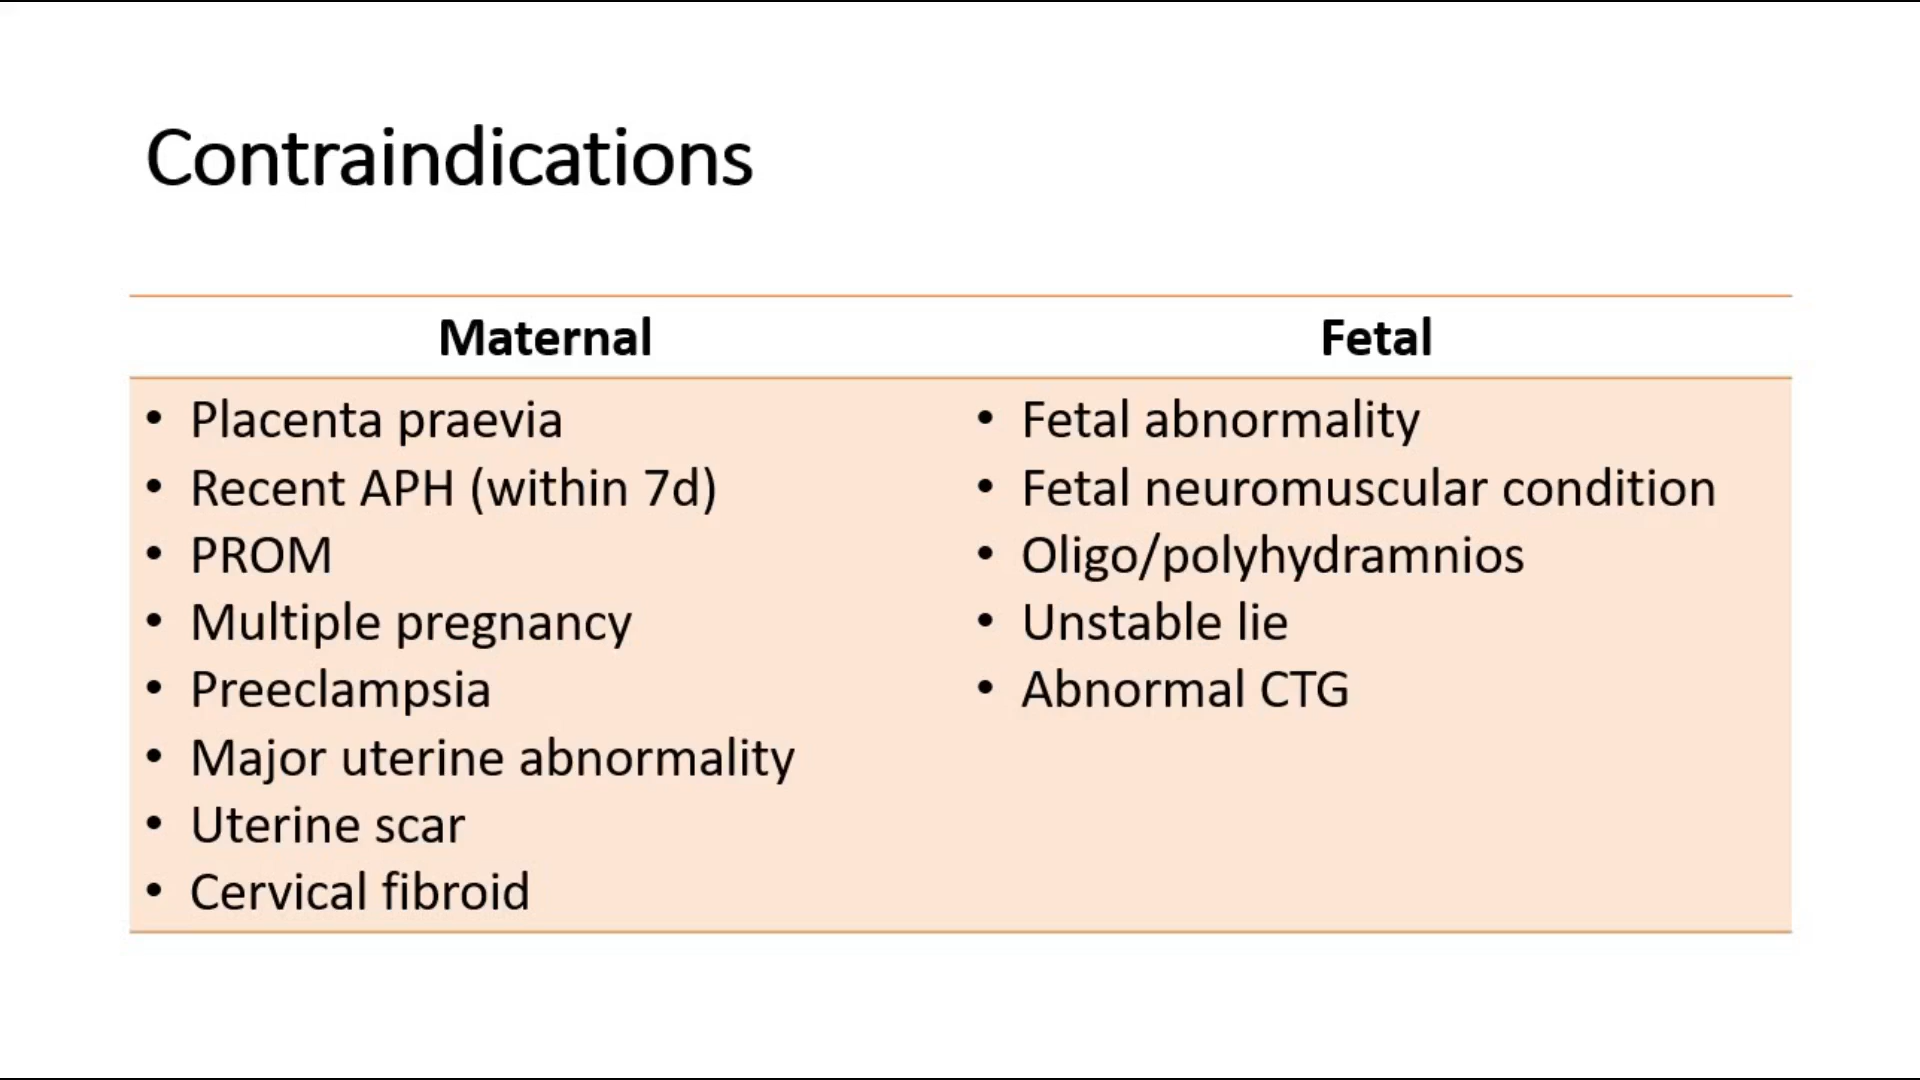 Contraindications
Maternal
Fetal
• Placenta praevia
• Recent APH (within 7d)
• PROM
• Multiple pregnancy
• Preeclampsia
• Major uterine abnormality
• Uterine scar
• Cervical fibroid
• Fetal abnormality
• Fetal neuromuscular condition
• Oligo/polyhydramnios
• Unstable lie
• Abnormal CTG